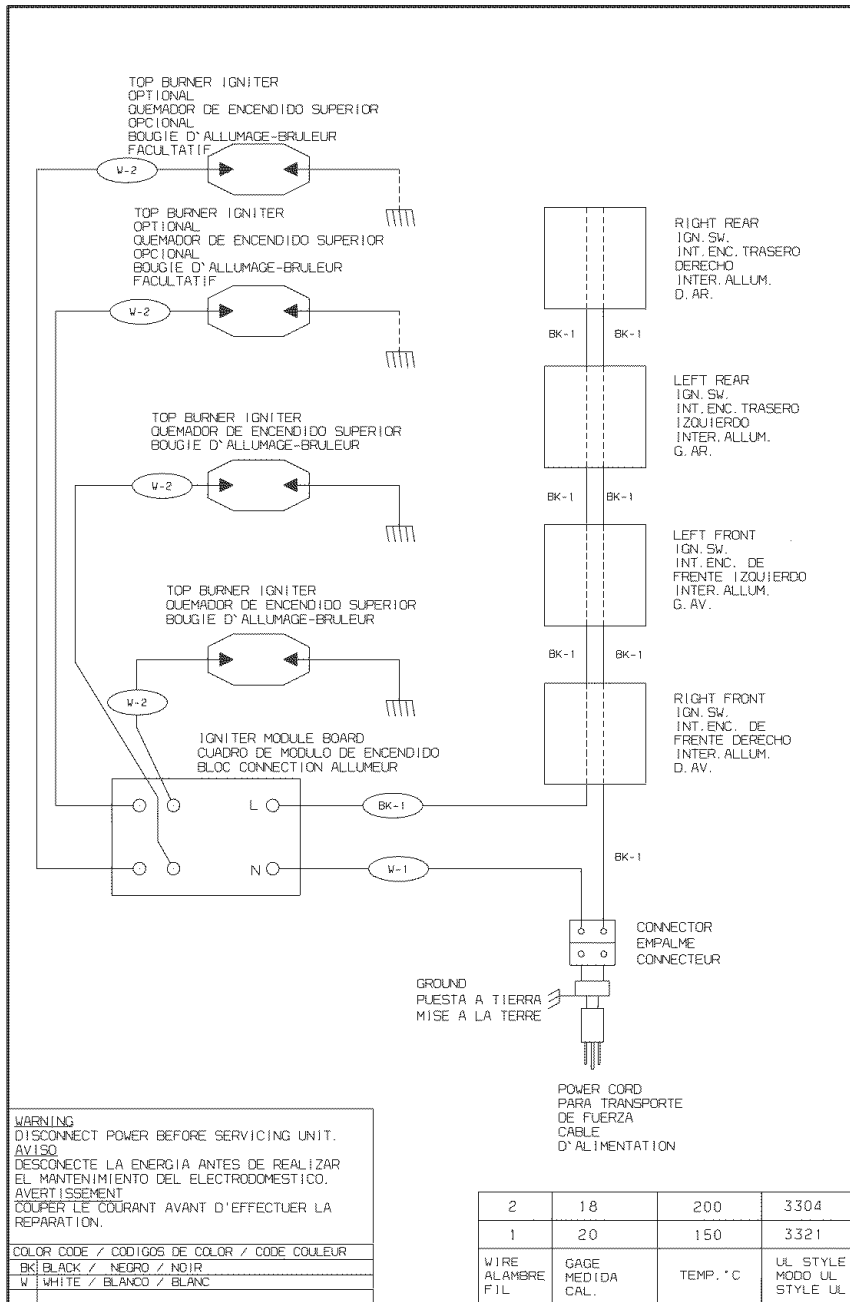 TOP BURNER IGNITER
OPTIONAL
QUEMADOR DE ENCENDIDO SUPERIOR
OPCIONAL
BOUGIE D`ALLUMAGE-BRULEUR
FACULTATIF
W-2
TOP BURNER IGNITER
OPTIONAL
QUEMADOR DE ENCENDIDO SUPERIOR
OPCIONAL
BOUGIE D`ALLUMAGE-BRULEUR
FACULTATIF
W-2
TOP BURNER IGNITER
QUEMADOR DE ENCENDIDO SUPERIOR
BOUGIE D`ALLUMAGE-BRULEUR
W-2
TOP BURNER IGNITER
QUEMADOR DE ENCENDIDO SUPERIOR
BOUGIE D`ALLUMAGE-BRULEUR
W-2
IGNITER MODULE BOARD
CUADRO DE MODULO DE ENCENDIDO
BLOC CONNECTION ALLUMEUR
L
BK-1
N
W-1
RIGHT REAR
IGN. SW.
INT. ENC. TRASERO
DERECHO
INTER. ALLUM.
D. AR.
BK-1 BK-1
LEFT REAR
IGN. SW.
INT. ENC. TRASERO
IZQUIERDO
INTER. ALLUM.
G. AR.
BK-1 BK-1
LEFT FRONT
IGN. SW.
INT. ENC. DE
FRENTE IZQUIERDO
INTER. ALLUM.
G. AV.
BK-1 BK-1
RIGHT FRONT
IGN. SW.
INT. ENC. DE
FRENTE DERECHO
INTER. ALLUM.
D. AV.
BK-1
CONNECTOR
EMPALME
CONNECTEUR
GROUND
PUESTA A TIERRA
MISE A LA TERRE
POWER CORD
PARA TRANSPORTE
DE FUERZA
CABLE
D`ALIMENTATION
WARNING
DISCONNECT POWER BEFORE SERVICING UNIT.
AVISO
DESCONECTE LA ENERGIA ANTES DE REALIZAR
EL MANTENIMIENTO DEL ELECTRODOMESTICO.
AVERTISSEMENT
COUPER LE COURANT AVANT D'EFFECTUER LA
REPARATION.
COLOR CODE / CODIGOS DE COLOR / CODE COULEUR
BK BLACK / NEGRO / NOIR
W WHITE / BLANCO / BLANC
2 18 200 3304
1 20 150 3321
WIRE GAGE TEMP. °C UL STYLE
ALAMBRE MEDIDA MODO UL
FIL CAL. STYLE UL